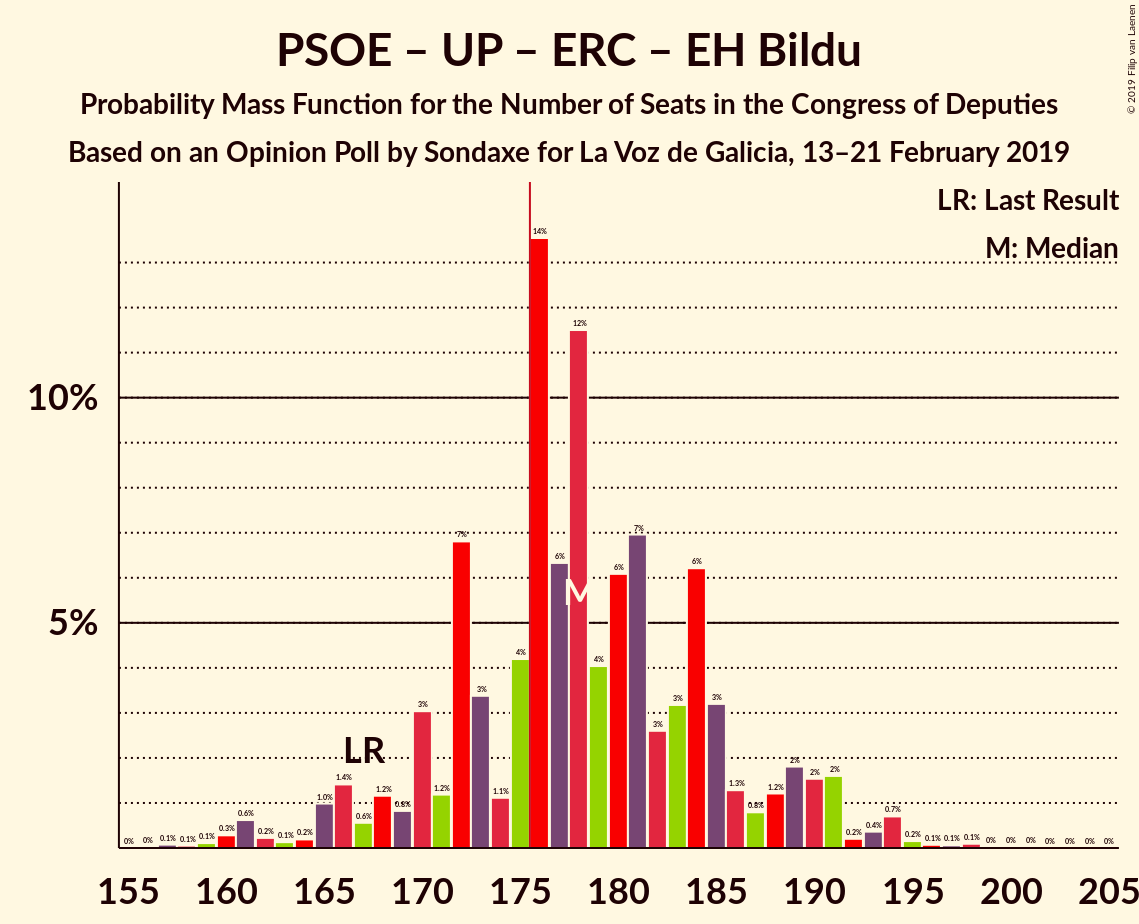 PSOE – UP – ERC – EH Bildu
Probability Mass Function for the Number of Seats in the Congress of Deputies
Based on an Opinion Poll by Sondaxe for La Voz de Galicia, 13–21 February 2019
© 2019 Filip van Laenen
LR: Last Result
M: Median
10%
5%
0% 0% 0.1% 0.1% 0.1% 0.3% 0.6% 0.2% 0.1% 0.2% 1.0% 1.4% 0.6% 1.2% 0.8% 3% 1.2% 7% 3% 1.1% 4% 14% 6% 12% 4% 6% 7% 3% 3% 6% 3% 1.3% 0.8% 1.2% 2% 2% 2% 0.2% 0.4% 0.7% 0.2% 0.1% 0.1% 0.1% 0% 0% 0% 0% 0% 0% 0%
LR
M
155 160 165 170 175 180 185 190 195 200 205